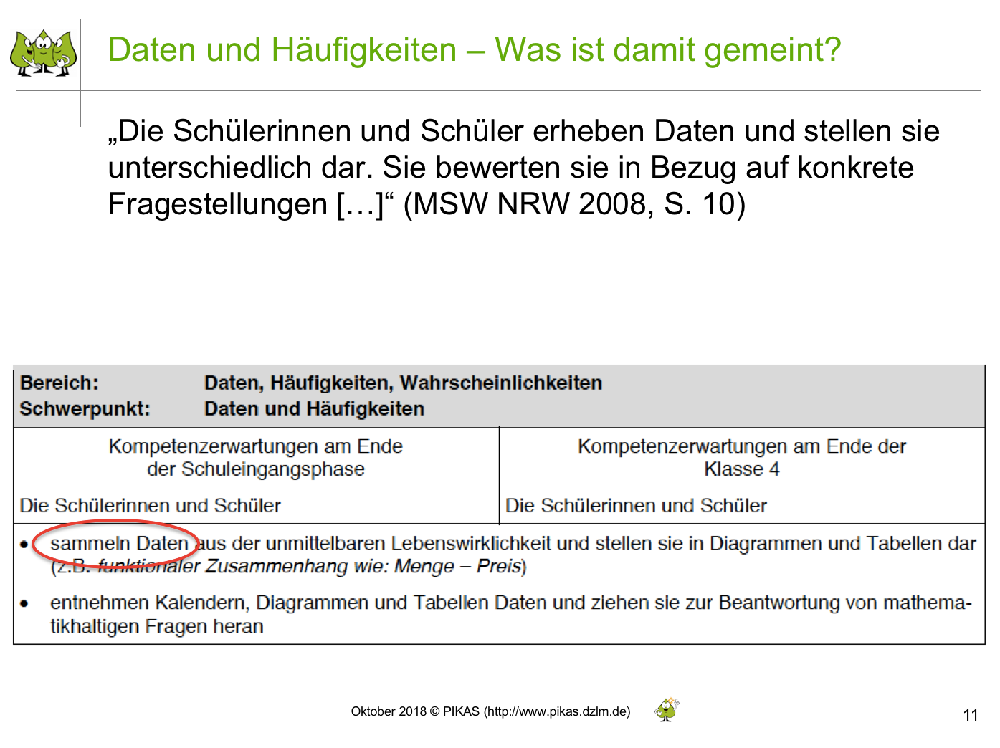 Daten und Häufigkeiten – Was ist damit gemeint?
„Die Schülerinnen und Schüler erheben Daten und stellen sie
unterschiedlich dar. Sie bewerten sie in Bezug auf konkrete
Fragestellungen […]“ (MSW NRW 2008, S. 10)
Bereich: Daten, Häufigkeiten, Wahrscheinlichkeiten
Schwerpunkt: Daten und Häufigkeiten
Kompetenzerwartungen am Ende
der Schuleingangsphase
Die Schülerinnen und Schüler
Kompetenzerwartungen am Ende der
Klasse 4
Die Schülerinnen und Schüler
• sammeln Daten aus der unmittelbaren Lebenswirklichkeit und stellen sie in Diagrammen und Tabellen dar
(z.B. funktionaler Zusammenhang wie: Menge – Preis)
• entnehmen Kalendern, Diagrammen und Tabellen Daten und ziehen sie zur Beantwortung von mathema-
tikhaltigen Fragen heran
Oktober 2018 © PIKAS (http://www.pikas.dzlm.de)
11